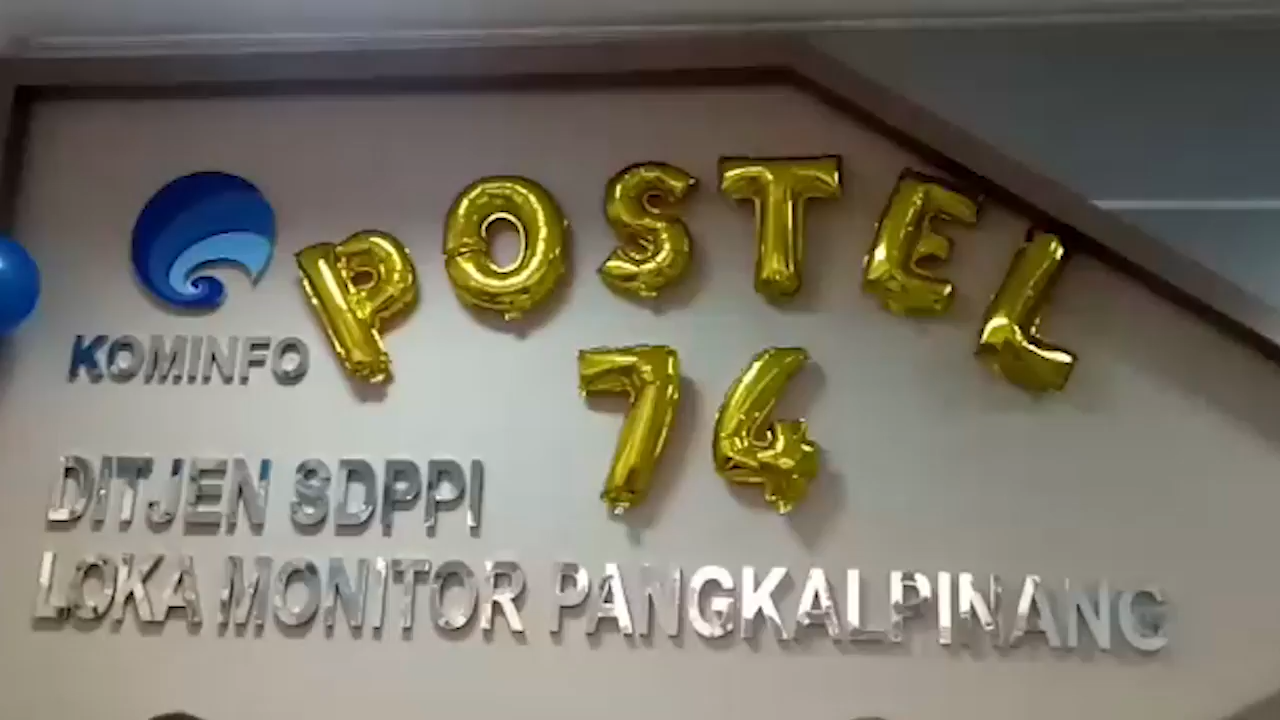 POSTEL
74
KOMINFO
DITJEN SDPPI
LOKA MONITOR PANGKALPINANG